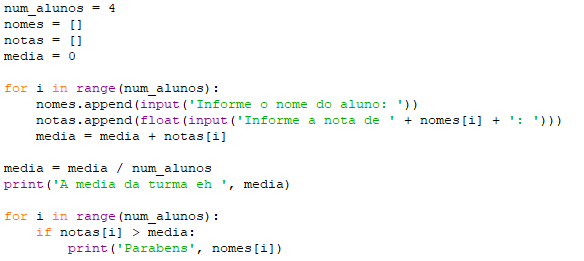 num_alunos = 4
nomes = []
notas = []
media = 0
for i in range(num_alunos):
    nomes.append(input('Informe o nome do aluno: '))
    notas.append(float(input('Informe a nota de ' + nomes[i] + ': ')))
    media = media + notas[i]
media = media / num_alunos
print('A media da turma eh ', media)
for i in range(num_alunos):
    if notas[i] > media:
        print('Parabens', nomes[i])